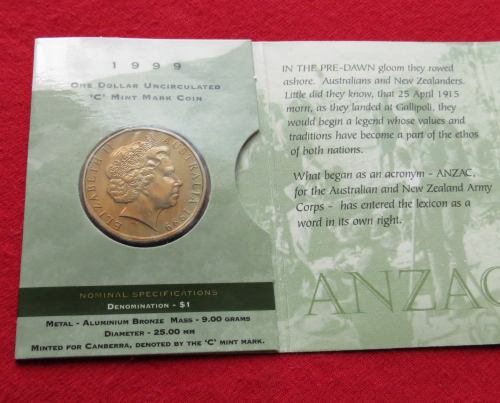 1999
ONE DOLLAR UNCIRCULATED
'C' MINT MARK COIN
ELIZABETH II AUSTRALIA 1999
NOMINAL SPECIFICATIONS
DENOMINATION - $1
METAL - ALUMINIUM BRONZE MASS - 9.00 GRAMS
DIAMETER - 25.00 MM
MINTED FOR CANBERRA, DENOTED BY THE 'C' MINT MARK.
IN THE PRE-DAWN gloom they rowed
ashore. Australians and New Zealanders.
Little did they know, that 25 April 1915
morn, as they landed at Gallipoli, they
would begin a legend whose values and
traditions have become a part of the ethos
of both nations.
What began as an acronym - ANZAC,
for the Australian and New Zealand Army
Corps - has entered the lexicon as a
word in its own right.
ANZAC